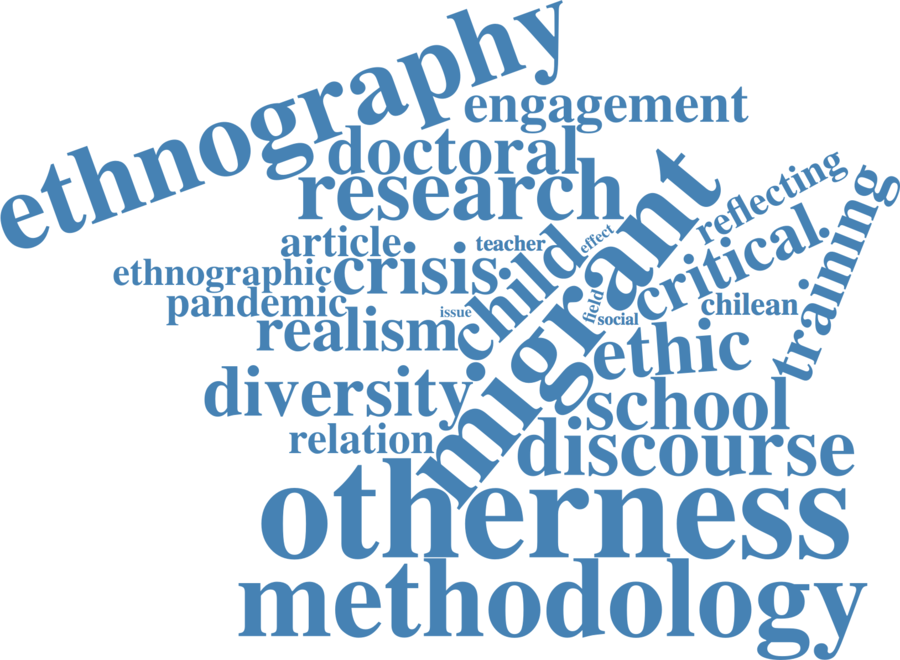 ethnography
engagement
doctoral
research
migrant
reflecting
training
article
teacher
effect
child
critical
ethnographic
crisis
pandemic
issue
field
social
chilean
realism
ethic
diversity
school
relation
discourse
otherness
methodology